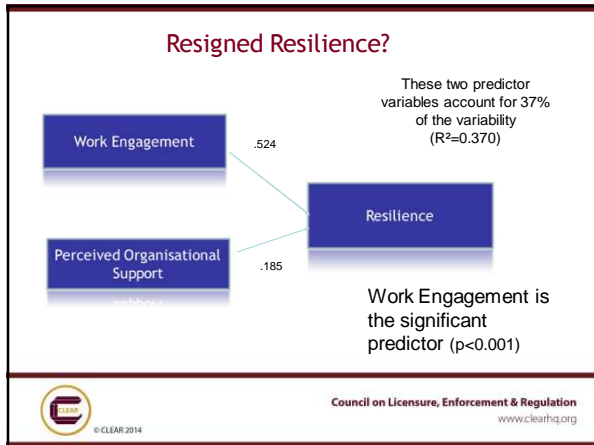 Resigned Resilience?
These two predictor
variables account for 37%
of the variability
(R²=0.370)
Work Engagement
.524
Resilience
Perceived Organisational
Support
.185
Work Engagement is
the significant
predictor (p<0.001)
CLEAR
© CLEAR 2014
Council on Licensure, Enforcement & Regulation
www.clearhq.org